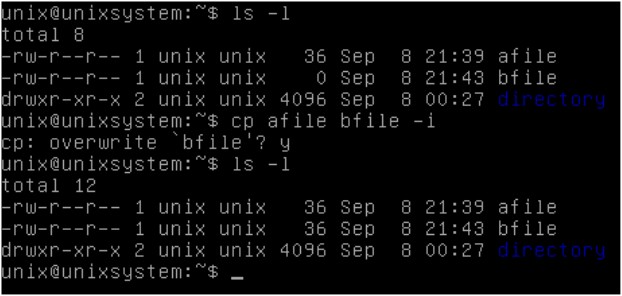 unix@unixsystem:~$ ls -l
total 8
-rw-r--r-- 1 unix unix   36 Sep  8 21:39 afile
-rw-r--r-- 1 unix unix    0 Sep  8 21:43 bfile
drwxr-xr-x 2 unix unix 4096 Sep  8 00:27 directory
unix@unixsystem:~$ cp afile bfile -i
cp: overwrite `bfile'? y
unix@unixsystem:~$ ls -l
total 12
-rw-r--r-- 1 unix unix   36 Sep  8 21:39 afile
-rw-r--r-- 1 unix unix   36 Sep  8 21:43 bfile
drwxr-xr-x 2 unix unix 4096 Sep  8 00:27 directory
unix@unixsystem:~$ _